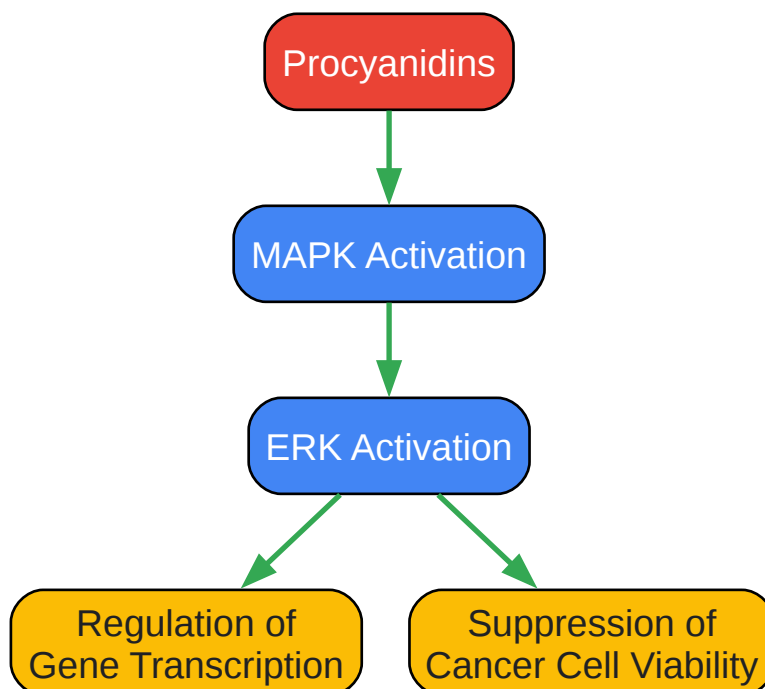 Procyanidins
MAPK Activation
ERK Activation
Regulation of
Gene Transcription
Suppression of
Cancer Cell Viability